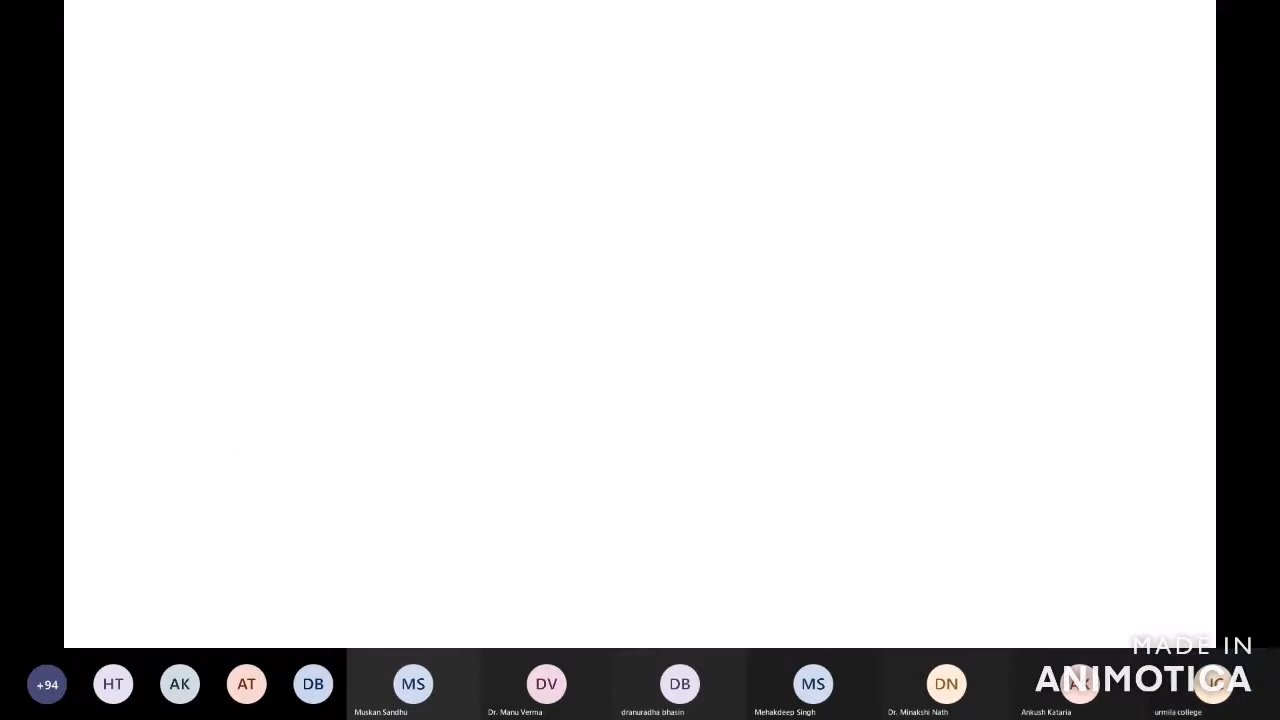 MADE IN
ANIMOTICA
+94
HT
AK
AT
DB
MS
DV
DB
MS
DN
AK
Muskan Sandhu
Dr. Manu Verma
dranuradha bhasin
Mehakdeep Singh
Dr. Minakshi Nath
Ankush Kataria
urmila college